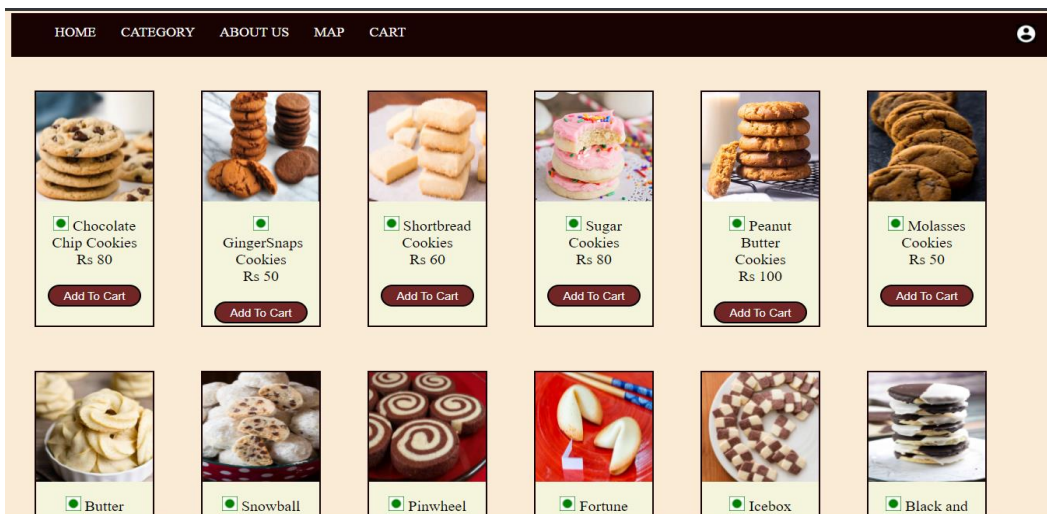 HOME CATEGORY ABOUT US MAP CART
Chocolate
Chip Cookies
Rs 80
Add To Cart
GingerSnaps
Cookies
Rs 50
Add To Cart
Shortbread
Cookies
Rs 60
Add To Cart
Sugar
Cookies
Rs 80
Add To Cart
Peanut
Butter
Cookies
Rs 100
Add To Cart
Molasses
Cookies
Rs 50
Add To Cart
Butter
Snowball
Pinwheel
Fortune
Icebox
Black and